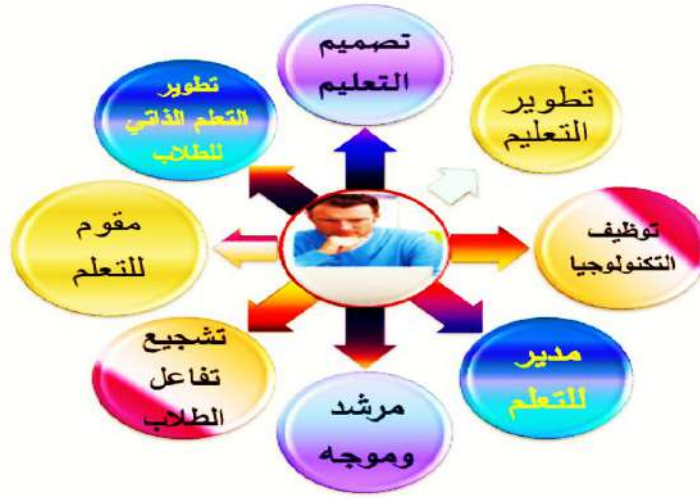 تصميم
التعليم
تطوير
التعليم
توظيف
التكنولوجيا
مدير
للتعلم
مرشد
وموجه
تشجيع
تفاعل
الطلاب
مقوم
للتعلم
تطوير
التعلم الذاتي
للطلاب